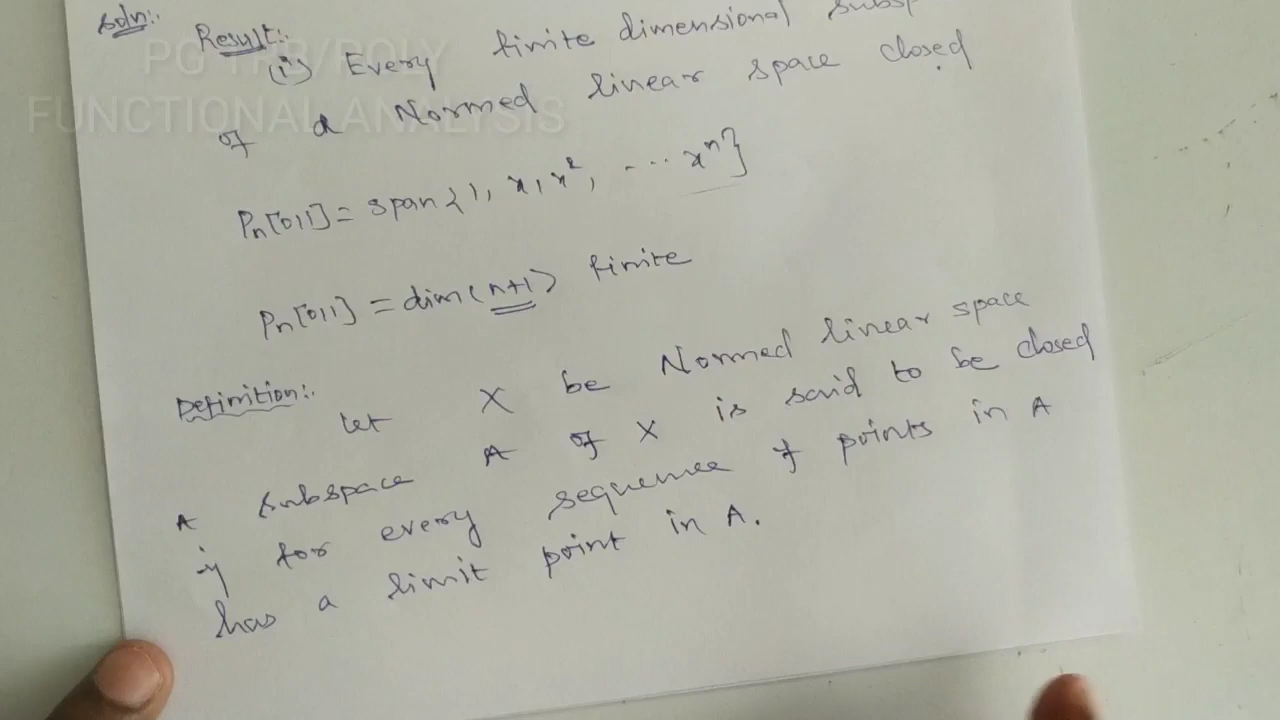 Soln:-
Result:-
(i) Every finite dimensional subsp
of a Normed linear space closed
Pn[0,1] = span {1, x, x², ... xⁿ}
Pn[0,1] = dim(n+1) finite
Definition:-
Let X be Normed linear space
A subspace A of X is said to be closed
if for every sequence of points in A
has a limit point in A.
PG TRB/POLY
FUNCTIONAL ANALYSIS